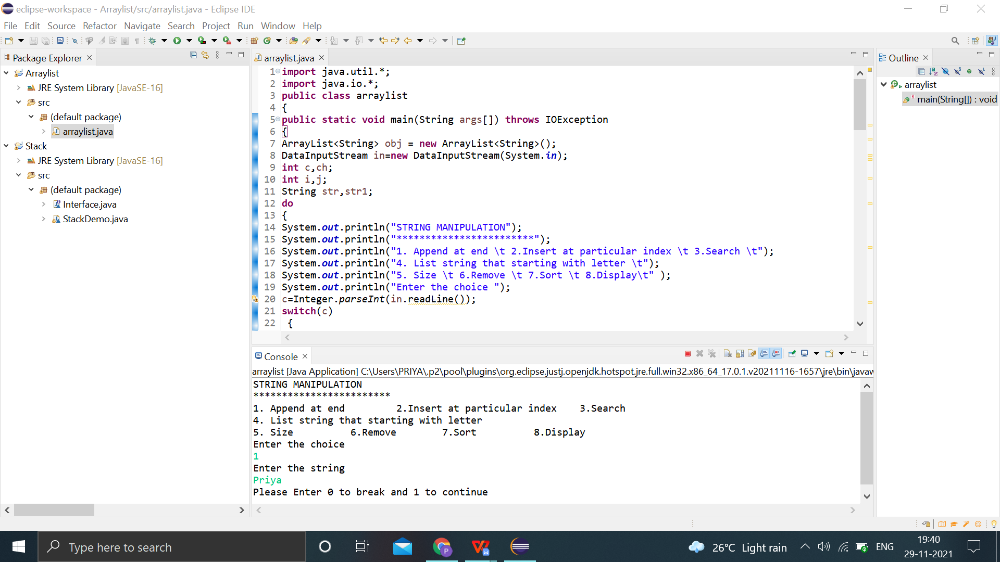 eclipse-workspace - Arraylist/src/arraylist.java - Eclipse IDE
File Edit Source Refactor Navigate Search Project Run Window Help
Package Explorer
Arraylist
JRE System Library [JavaSE-16]
src
(default package)
arraylist.java
Stack
JRE System Library [JavaSE-16]
src
(default package)
Interface.java
StackDemo.java
arraylist.java
1 import java.util.*;
2 import java.io.*;
3 public class arraylist
4 {
5 public static void main(String args[]) throws IOException
6 {
7 ArrayList<String> obj = new ArrayList<String>();
8 DataInputStream in=new DataInputStream(System.in);
9 int c,ch;
10 int i,j;
11 String str,str1;
12 do
13 {
14 System.out.println("STRING MANIPULATION");
15 System.out.println("************************");
16 System.out.println("1. Append at end \t 2.Insert at particular index \t 3.Search \t");
17 System.out.println("4. List string that starting with letter \t");
18 System.out.println("5. Size \t 6.Remove \t 7.Sort \t 8.Display\t" );
19 System.out.println("Enter the choice ");
20 c=Integer.parseInt(in.readLine());
21 switch(c)
22 {
Outline
arraylist
main(String[]) : void
Console
arraylist [Java Application] C:\Users\PRIYA\.p2\pool\plugins\org.eclipse.justj.openjdk.hotspot.jre.full.win32.x86_64_17.0.1.v20211116-1657\jre\bin\javaw
STRING MANIPULATION
************************
1. Append at end 2.Insert at particular index 3.Search
4. List string that starting with letter
5. Size 6.Remove 7.Sort 8.Display
Enter the choice
1
Enter the string
Priya
Please Enter 0 to break and 1 to continue
Type here to search
26°C Light rain
ENG
19:40
29-11-2021